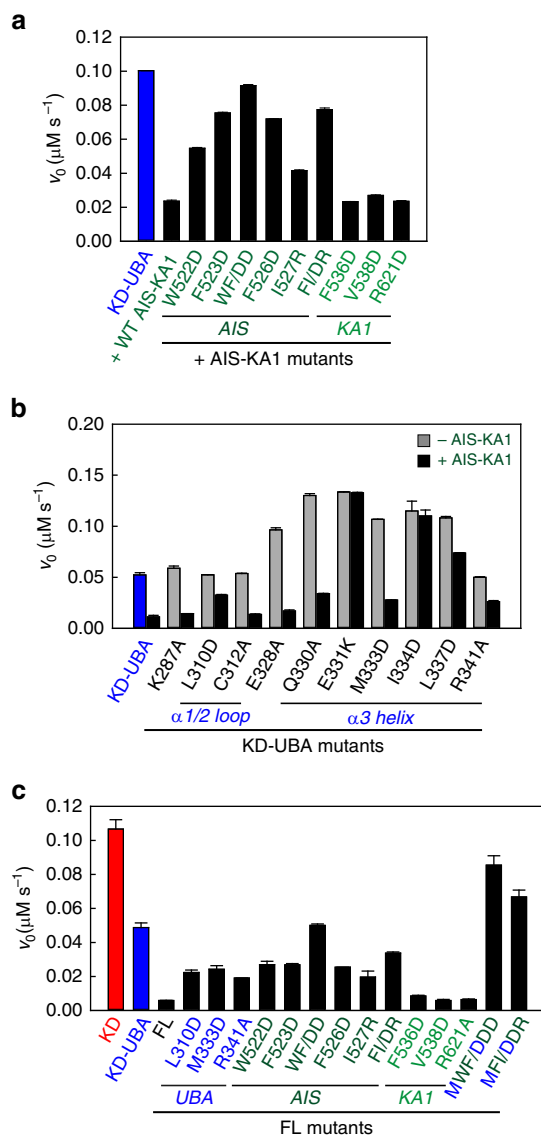 a
v0 (μM s−1)
0.12
0.10
0.08
0.06
0.04
0.02
0.00
KD-UBA
+ WT AIS-KA1
W522D
F523D
WF/DD
F526D
I527R
FI/DR
F536D
V538D
R621D
AIS
KA1
+ AIS-KA1 mutants
b
v0 (μM s−1)
0.20
0.15
0.10
0.05
0.00
– AIS-KA1
+ AIS-KA1
KD-UBA
K287A
L310D
C312A
E328A
Q330A
E331K
M333D
I334D
L337D
R341A
α1/2 loop
α3 helix
KD-UBA mutants
c
v0 (μM s−1)
0.12
0.10
0.08
0.06
0.04
0.02
0.00
KD
KD-UBA
FL
L310D
M333D
R341A
W522D
F523D
WF/DD
F526D
I527R
FI/DR
F536D
V538D
R621A
MWF/DDD
MFI/DDR
UBA
AIS
KA1
FL mutants